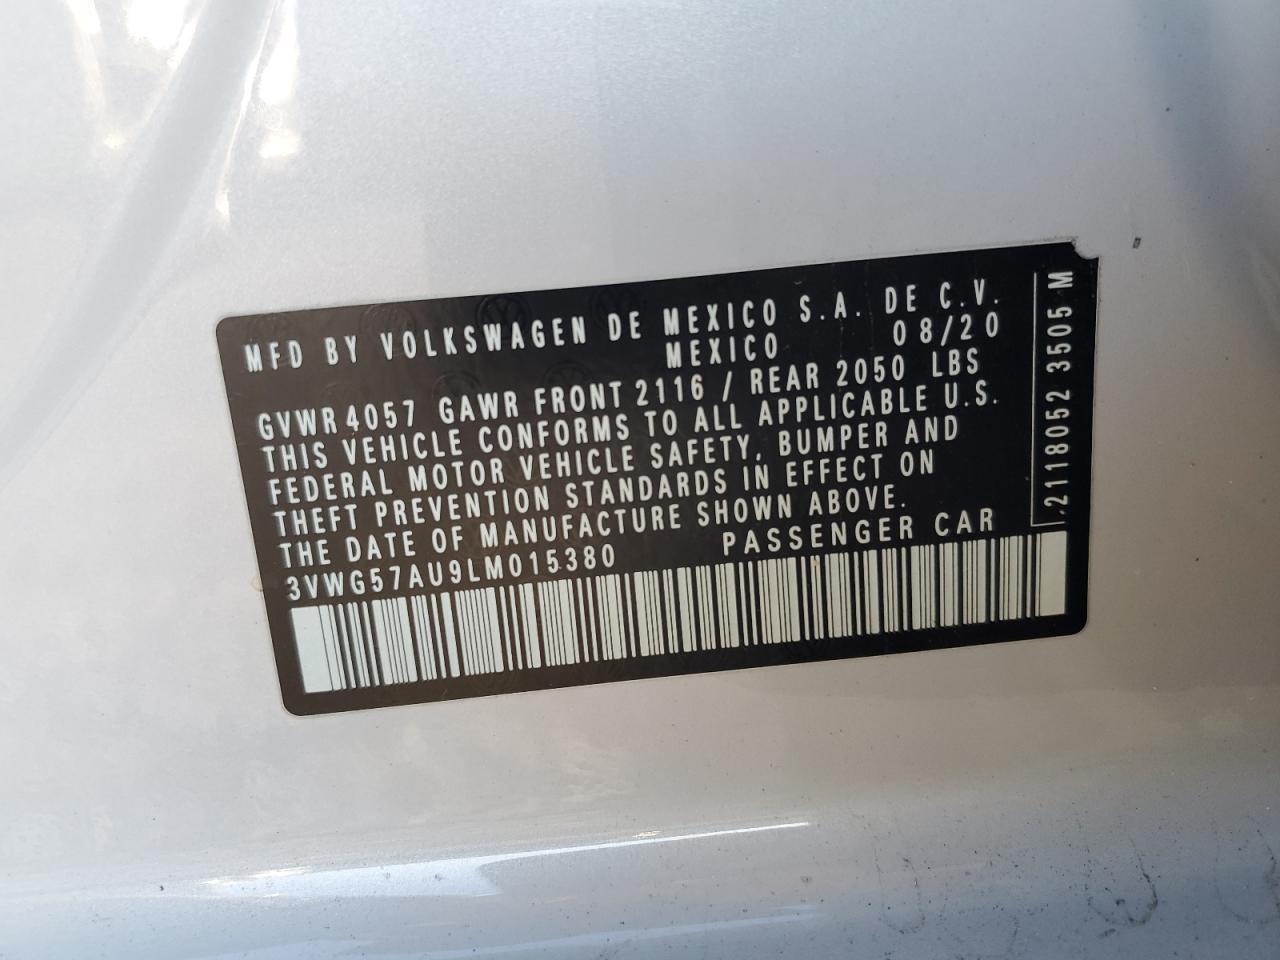 MFD BY VOLKSWAGEN DE MEXICO S.A. DE C.V.
MEXICO 08/20
GVWR 4057 GAWR FRONT 2116 / REAR 2050 LBS
THIS VEHICLE CONFORMS TO ALL APPLICABLE U.S.
FEDERAL MOTOR VEHICLE SAFETY, BUMPER AND
THEFT PREVENTION STANDARDS IN EFFECT ON
THE DATE OF MANUFACTURE SHOWN ABOVE.
3VWG57AU9LM015380 PASSENGER CAR
2118052 3505 M